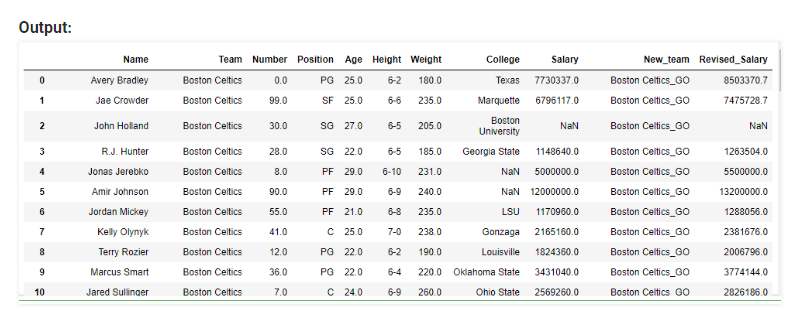 Output:
Name Team Number Position Age Height Weight College Salary New_team Revised_Salary
0 Avery Bradley Boston Celtics 0.0 PG 25.0 6-2 180.0 Texas 7730337.0 Boston Celtics_GO 8503370.7
1 Jae Crowder Boston Celtics 99.0 SF 25.0 6-6 235.0 Marquette 6796117.0 Boston Celtics_GO 7475728.7
2 John Holland Boston Celtics 30.0 SG 27.0 6-5 205.0 Boston University NaN Boston Celtics_GO NaN
3 R.J. Hunter Boston Celtics 28.0 SG 22.0 6-5 185.0 Georgia State 1148640.0 Boston Celtics_GO 1263504.0
4 Jonas Jerebko Boston Celtics 8.0 PF 29.0 6-10 231.0 NaN 5000000.0 Boston Celtics_GO 5500000.0
5 Amir Johnson Boston Celtics 90.0 PF 29.0 6-9 240.0 NaN 12000000.0 Boston Celtics_GO 13200000.0
6 Jordan Mickey Boston Celtics 55.0 PF 21.0 6-8 235.0 LSU 1170960.0 Boston Celtics_GO 1288056.0
7 Kelly Olynyk Boston Celtics 41.0 C 25.0 7-0 238.0 Gonzaga 2165160.0 Boston Celtics_GO 2381676.0
8 Terry Rozier Boston Celtics 12.0 PG 22.0 6-2 190.0 Louisville 1824360.0 Boston Celtics_GO 2006796.0
9 Marcus Smart Boston Celtics 36.0 PG 22.0 6-4 220.0 Oklahoma State 3431040.0 Boston Celtics_GO 3774144.0
10 Jared Sullinger Boston Celtics 7.0 C 24.0 6-9 260.0 Ohio State 2569260.0 Boston Celtics_GO 2826186.0